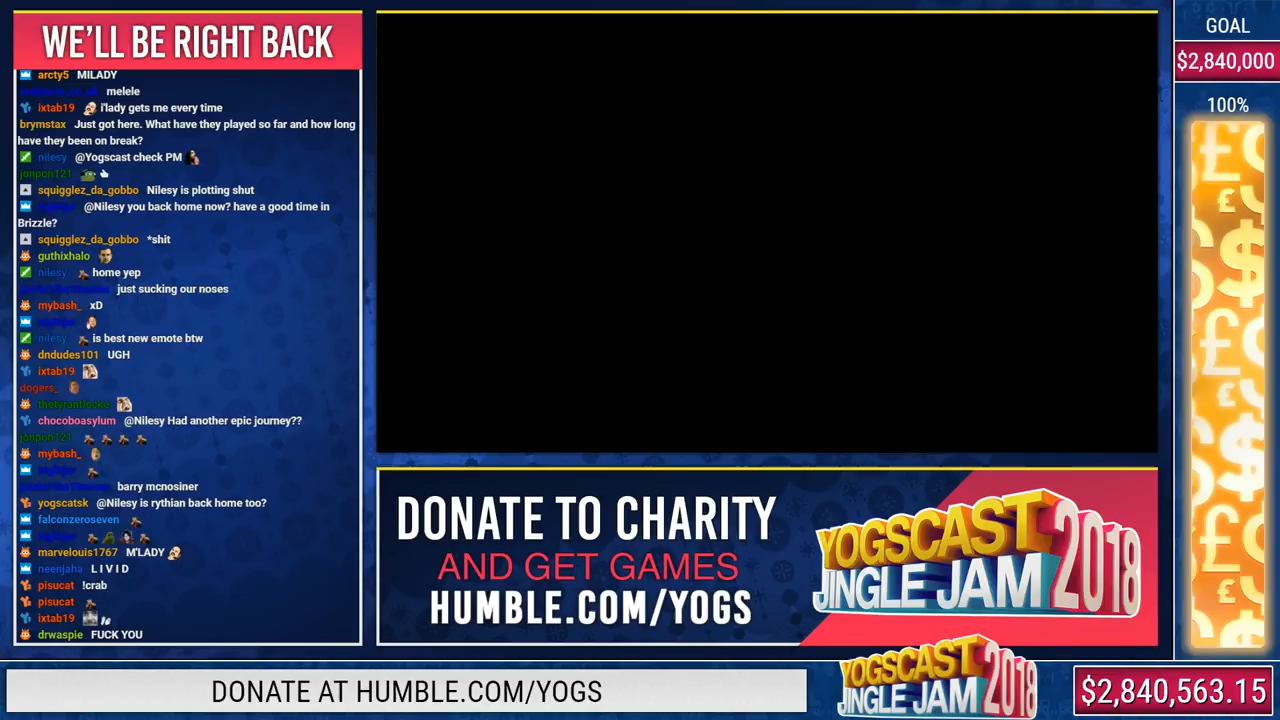 WE'LL BE RIGHT BACK
arcty5 MILADY
melele
ixtab19 i'lady gets me every time
brymstax Just got here. What have they played so far and how long
have they been on break?
nilesy @Yogscast check PM
jonpon121
squigglez_da_gobbo Nilesy is plotting shut
@Nilesy you back home now? have a good time in
Brizzle?
squigglez_da_gobbo *shit
guthixhalo
nilesy home yep
just sucking our noses
mybash_ xD
nilesy is best new emote btw
dndudes101 UGH
ixtab19
dogers_
thetyrantlocke
chocoboasylum @Nilesy Had another epic journey??
jonpon121
mybash_
barry mcnosiner
yogscatsk @Nilesy is rythian back home too?
falconzeroseven
marvelouis1767 M'LADY
neenjaha L I V I D
pisucat !crab
pisucat
ixtab19
drwaspie FUCK YOU
DONATE TO CHARITY
AND GET GAMES
HUMBLE.COM/YOGS
YOGSCAST
JINGLE JAM 2018
GOAL
$2,840,000
100%
DONATE AT HUMBLE.COM/YOGS
YOGSCAST
JINGLE JAM 2018
$2,840,563.15